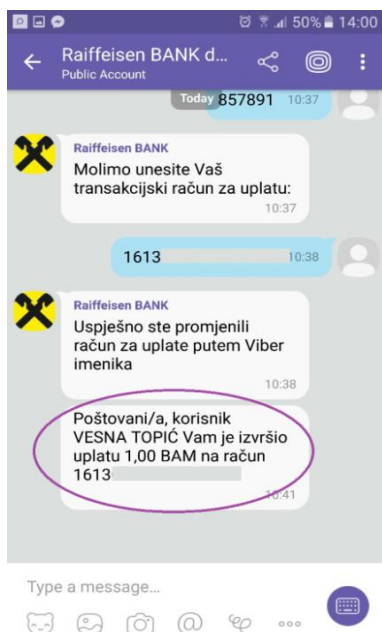 50% 14:00
Raiffeisen BANK d...
Public Account
Today 857891 10:37
Raiffeisen BANK
Molimo unesite Vaš
transakcijski račun za uplatu:
10:37
1613 10:38
Raiffeisen BANK
Uspješno ste promjenili
račun za uplate putem Viber
imenika
10:38
Poštovani/a, korisnik
VESNA TOPIĆ Vam je izvršio
uplatu 1,00 BAM na račun
1613
10:41
Type a message...